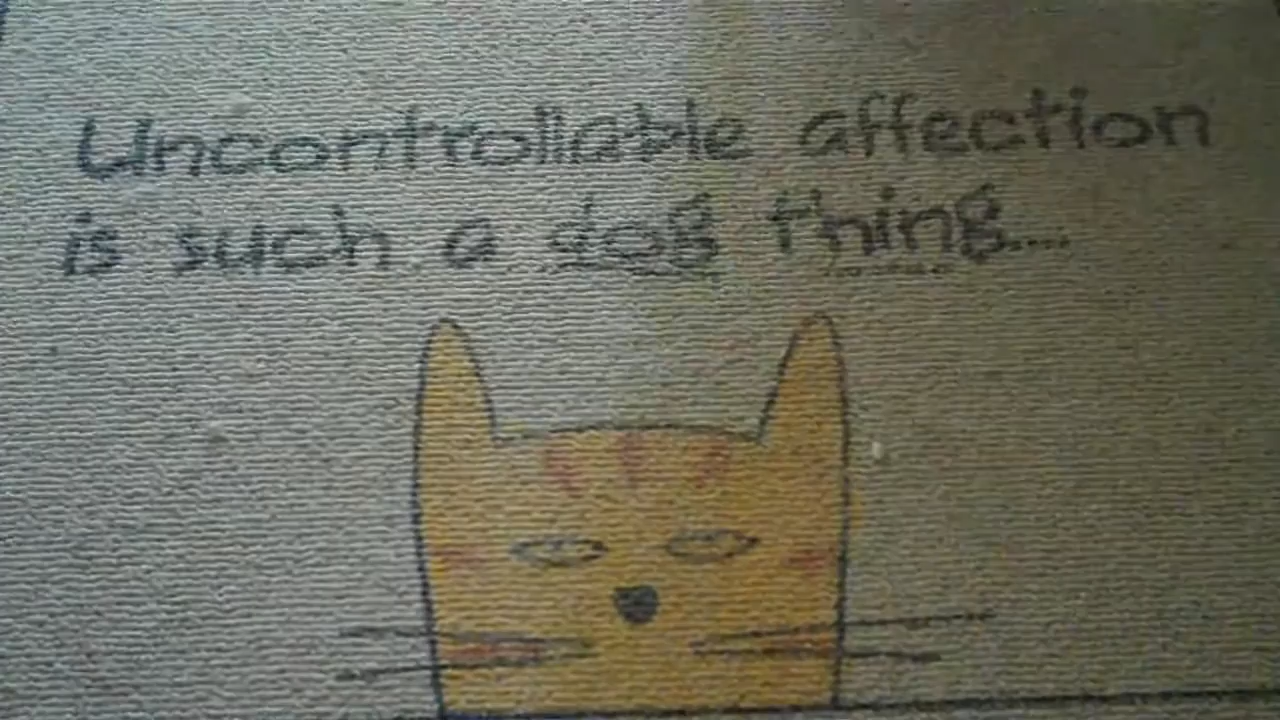 Uncontrollable affection
is such a dog thing....